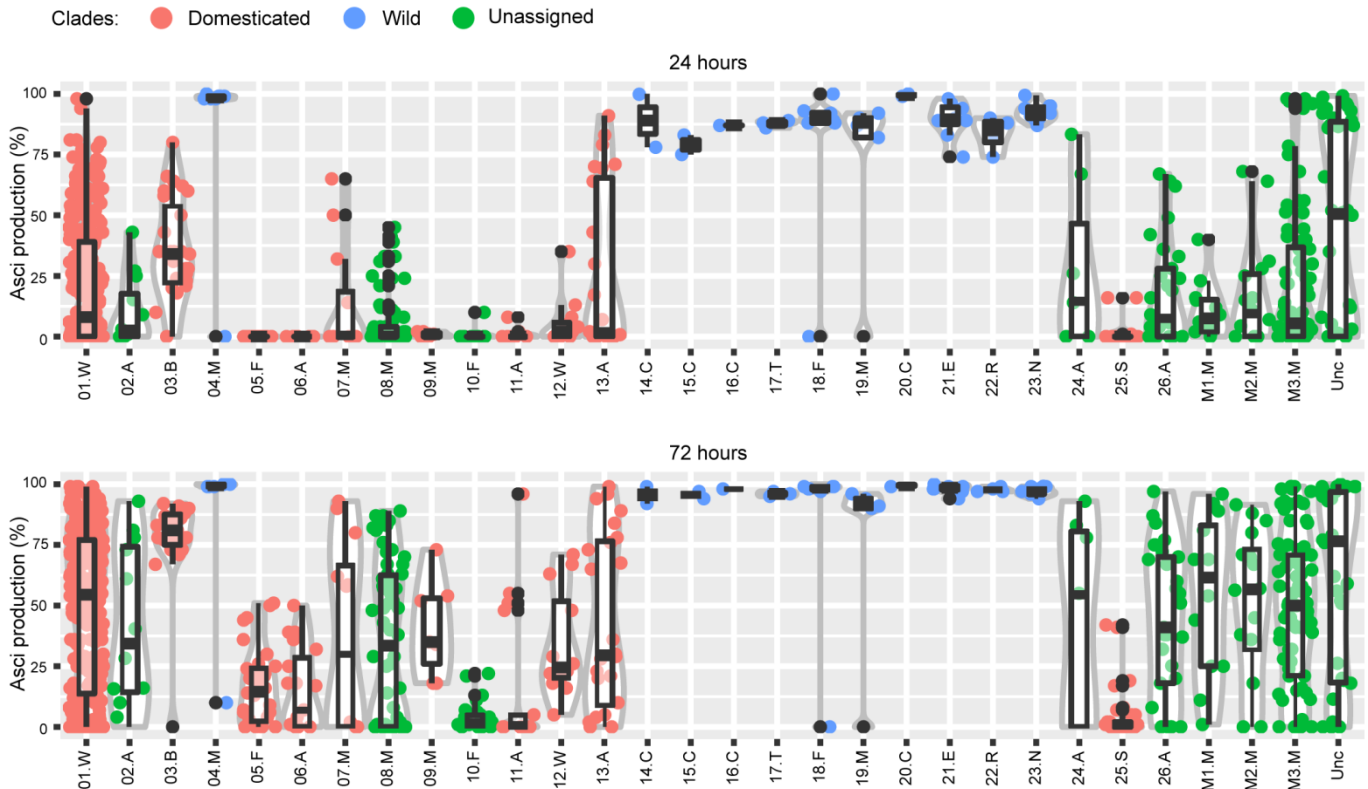 Clades: Domesticated Wild Unassigned
24 hours
Asci production (%)
100
75
50
25
0
01.W 02.A 03.B 04.M 05.F 06.A 07.M 08.M 09.M 10.F 11.A 12.W 13.A 14.C 15.C 16.C 17.T 18.F 19.M 20.C 21.E 22.R 23.N 24.A 25.S 26.A M1.M M2.M M3.M Unc
72 hours
Asci production (%)
100
75
50
25
0
01.W 02.A 03.B 04.M 05.F 06.A 07.M 08.M 09.M 10.F 11.A 12.W 13.A 14.C 15.C 16.C 17.T 18.F 19.M 20.C 21.E 22.R 23.N 24.A 25.S 26.A M1.M M2.M M3.M Unc